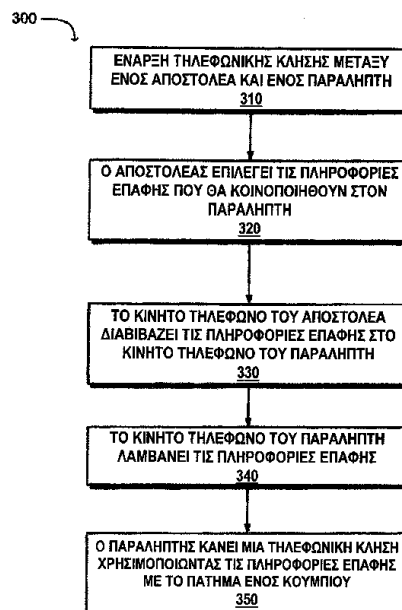 300
ΕΝΑΡΞΗ ΤΗΛΕΦΩΝΙΚΗΣ ΚΛΗΣΗΣ ΜΕΤΑΞΥ
ΕΝΟΣ ΑΠΟΣΤΟΛΕΑ ΚΑΙ ΕΝΟΣ ΠΑΡΑΛΗΠΤΗ
310
Ο ΑΠΟΣΤΟΛΕΑΣ ΕΠΙΛΕΓΕΙ ΤΙΣ ΠΛΗΡΟΦΟΡΙΕΣ
ΕΠΑΦΗΣ ΠΟΥ ΘΑ ΚΟΙΝΟΠΟΙΗΘΟΥΝ ΣΤΟΝ
ΠΑΡΑΛΗΠΤΗ
320
ΤΟ ΚΙΝΗΤΟ ΤΗΛΕΦΩΝΟ ΤΟΥ ΑΠΟΣΤΟΛΕΑ
ΔΙΑΒΙΒΑΖΕΙ ΤΙΣ ΠΛΗΡΟΦΟΡΙΕΣ ΕΠΑΦΗΣ ΣΤΟ
ΚΙΝΗΤΟ ΤΗΛΕΦΩΝΟ ΤΟΥ ΠΑΡΑΛΗΠΤΗ
330
ΤΟ ΚΙΝΗΤΟ ΤΗΛΕΦΩΝΟ ΤΟΥ ΠΑΡΑΛΗΠΤΗ
ΛΑΜΒΑΝΕΙ ΤΙΣ ΠΛΗΡΟΦΟΡΙΕΣ ΕΠΑΦΗΣ
340
Ο ΠΑΡΑΛΗΠΤΗΣ ΚΑΝΕΙ ΜΙΑ ΤΗΛΕΦΩΝΙΚΗ ΚΛΗΣΗ
ΧΡΗΣΙΜΟΠΟΙΩΝΤΑΣ ΤΙΣ ΠΛΗΡΟΦΟΡΙΕΣ ΕΠΑΦΗΣ
ΜΕ ΤΟ ΠΑΤΗΜΑ ΕΝΟΣ ΚΟΥΜΠΙΟΥ
350